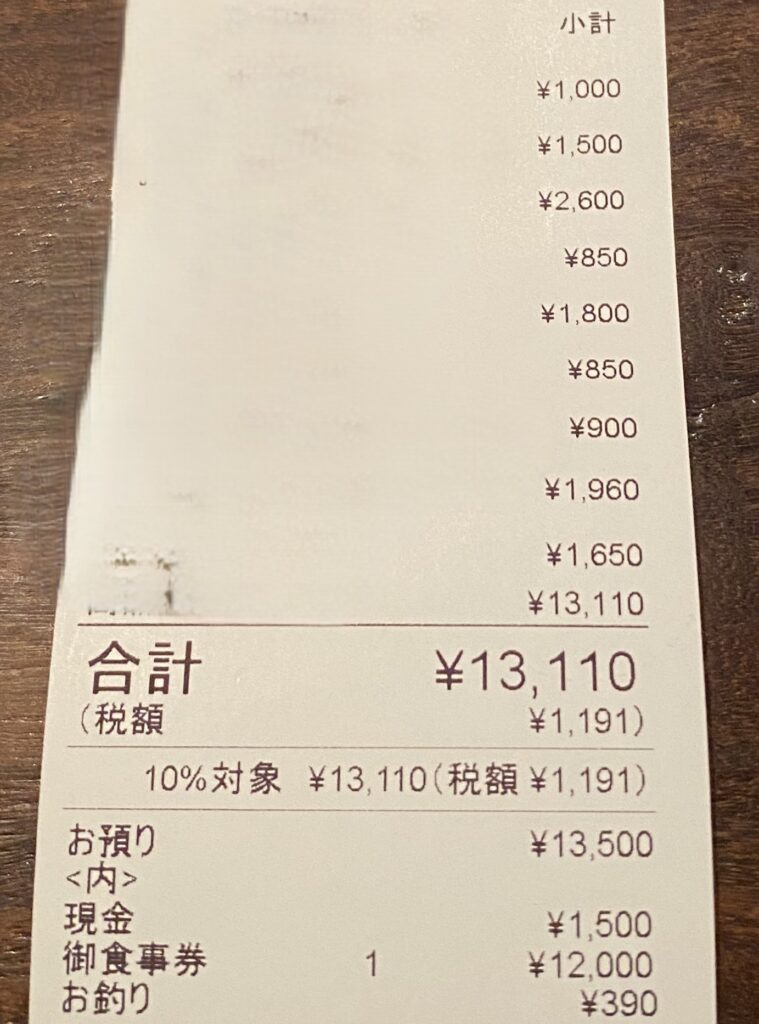 小計
¥1,000
¥1,500
¥2,600
¥850
¥1,800
¥850
¥900
¥1,960
¥1,650
¥13,110
合計 ¥13,110
(税額 ¥1,191)
10%対象 ¥13,110(税額 ¥1,191)
お預り ¥13,500
<内>
現金 ¥1,500
御食事券 1 ¥12,000
お釣り ¥390